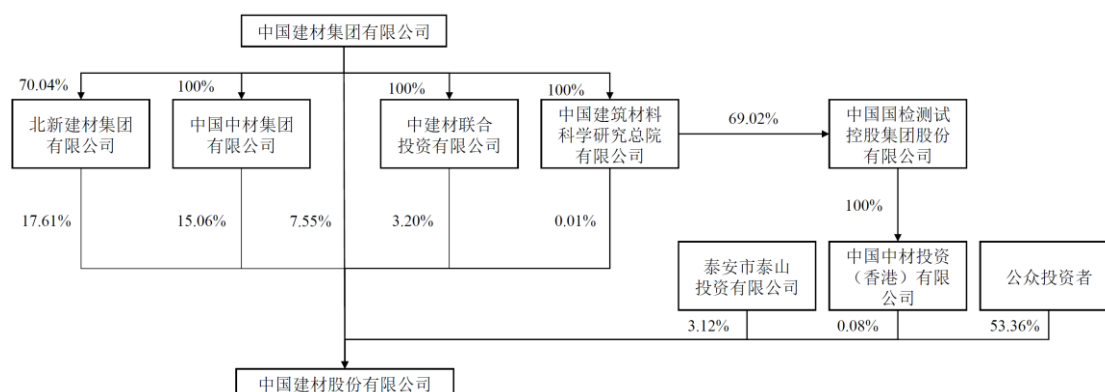 中国建材集团有限公司
70.04%
100%
100%
100%
北新建材集团
有限公司
中国中材集团
有限公司
中建材联合
投资有限公司
中国建筑材料
科学研究总院
有限公司
69.02%
中国国检测试
控股集团股份
有限公司
17.61%
15.06%
7.55%
3.20%
0.01%
100%
泰安市泰山
投资有限公司
中国中材投资
（香港）有限
公司
公众投资者
3.12%
0.08%
53.36%
中国建材股份有限公司